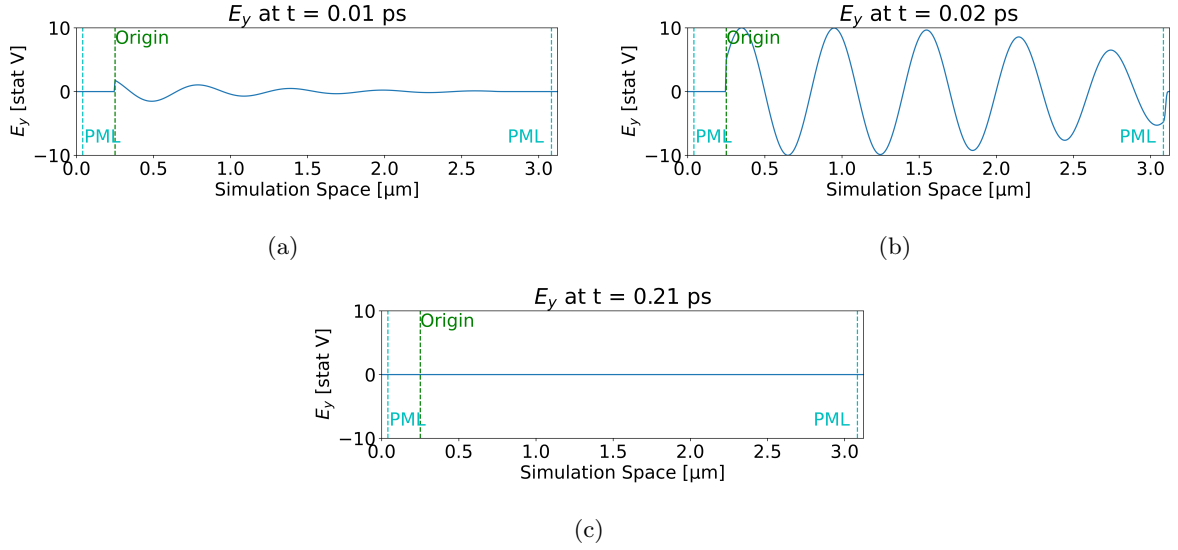 E_y at t = 0.01 ps
10
0
−10
E_y [stat V]
Origin
PML
PML
0.0 0.5 1.0 1.5 2.0 2.5 3.0
Simulation Space [µm]
(a)
E_y at t = 0.02 ps
10
0
−10
E_y [stat V]
Origin
PML
PML
0.0 0.5 1.0 1.5 2.0 2.5 3.0
Simulation Space [µm]
(b)
E_y at t = 0.21 ps
10
0
−10
E_y [stat V]
Origin
PML
PML
0.0 0.5 1.0 1.5 2.0 2.5 3.0
Simulation Space [µm]
(c)